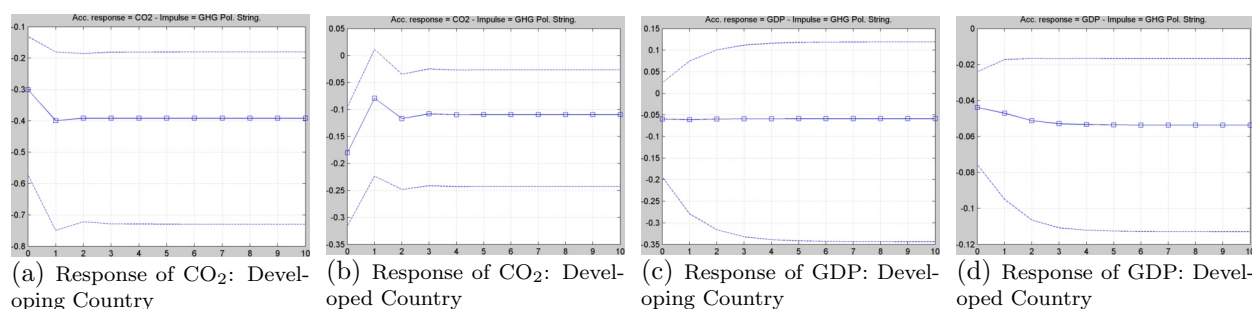 Acc. response = CO2 - Impulse = GHG Pol. String.
-0.1
-0.2
-0.3
-0.4
-0.5
-0.6
-0.7
-0.8
0 1 2 3 4 5 6 7 8 9 10
(a) Response of CO₂: Devel-
oping Country
Acc. response = CO2 - Impulse = GHG Pol. String.
0.05
0
-0.05
-0.1
-0.15
-0.2
-0.25
-0.3
-0.35
0 1 2 3 4 5 6 7 8 9 10
(b) Response of CO₂: Devel-
oped Country
Acc. response = GDP - Impulse = GHG Pol. String.
0.15
0.1
0.05
0
-0.05
-0.1
-0.15
-0.2
-0.25
-0.3
-0.35
0 1 2 3 4 5 6 7 8 9 10
(c) Response of GDP: Devel-
oping Country
Acc. response = GDP - Impulse = GHG Pol. String.
0
-0.02
-0.04
-0.06
-0.08
-0.1
-0.12
0 1 2 3 4 5 6 7 8 9 10
(d) Response of GDP: Devel-
oped Country